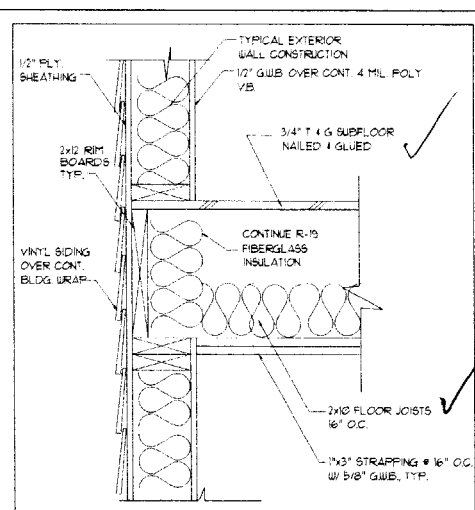 TYPICAL EXTERIOR
WALL CONSTRUCTION
1/2" PLY.
SHEATHING
1/2" G.W.B OVER CONT. 4 MIL. POLY
V.B.
3/4" T & G SUBFLOOR
NAILED & GLUED
2x12 RIM
BOARDS
TYP.
CONTINUE R-19
FIBERGLASS
INSULATION
VINYL SIDING
OVER CONT.
BLDG. WRAP
2x10 FLOOR JOISTS
16" O.C.
1"x3" STRAPPING @ 16" O.C.
W/ 5/8" G.W.B., TYP.